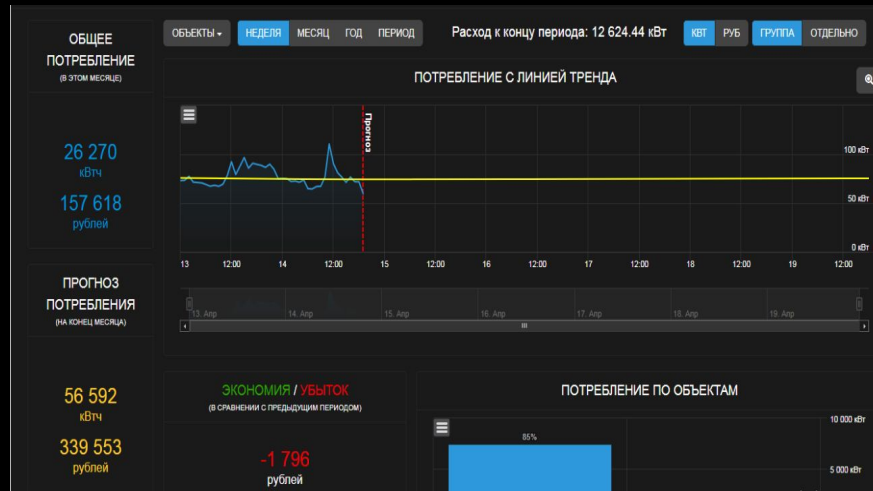 ОБЩЕЕ
ПОТРЕБЛЕНИЕ
(В ЭТОМ МЕСЯЦЕ)
26 270
кВтч
157 618
рублей
ПРОГНОЗ
ПОТРЕБЛЕНИЯ
(НА КОНЕЦ МЕСЯЦА)
56 592
кВтч
339 553
рублей
ОБЪЕКТЫ НЕДЕЛЯ МЕСЯЦ ГОД ПЕРИОД Расход к концу периода: 12 624.44 кВт КВТ РУБ ГРУППА ОТДЕЛЬНО
ПОТРЕБЛЕНИЕ С ЛИНИЕЙ ТРЕНДА
Прогноз
100 кВт
50 кВт
0 кВт
13 12:00 14 12:00 15 12:00 16 12:00 17 12:00 18 12:00 19 12:00
13. Апр 14. Апр 15. Апр 16. Апр 17. Апр 18. Апр 19. Апр
ЭКОНОМИЯ / УБЫТОК
(В СРАВНЕНИИ С ПРЕДЫДУЩИМ ПЕРИОДОМ)
-1 796
рублей
ПОТРЕБЛЕНИЕ ПО ОБЪЕКТАМ
85%
10 000 кВт
5 000 кВт